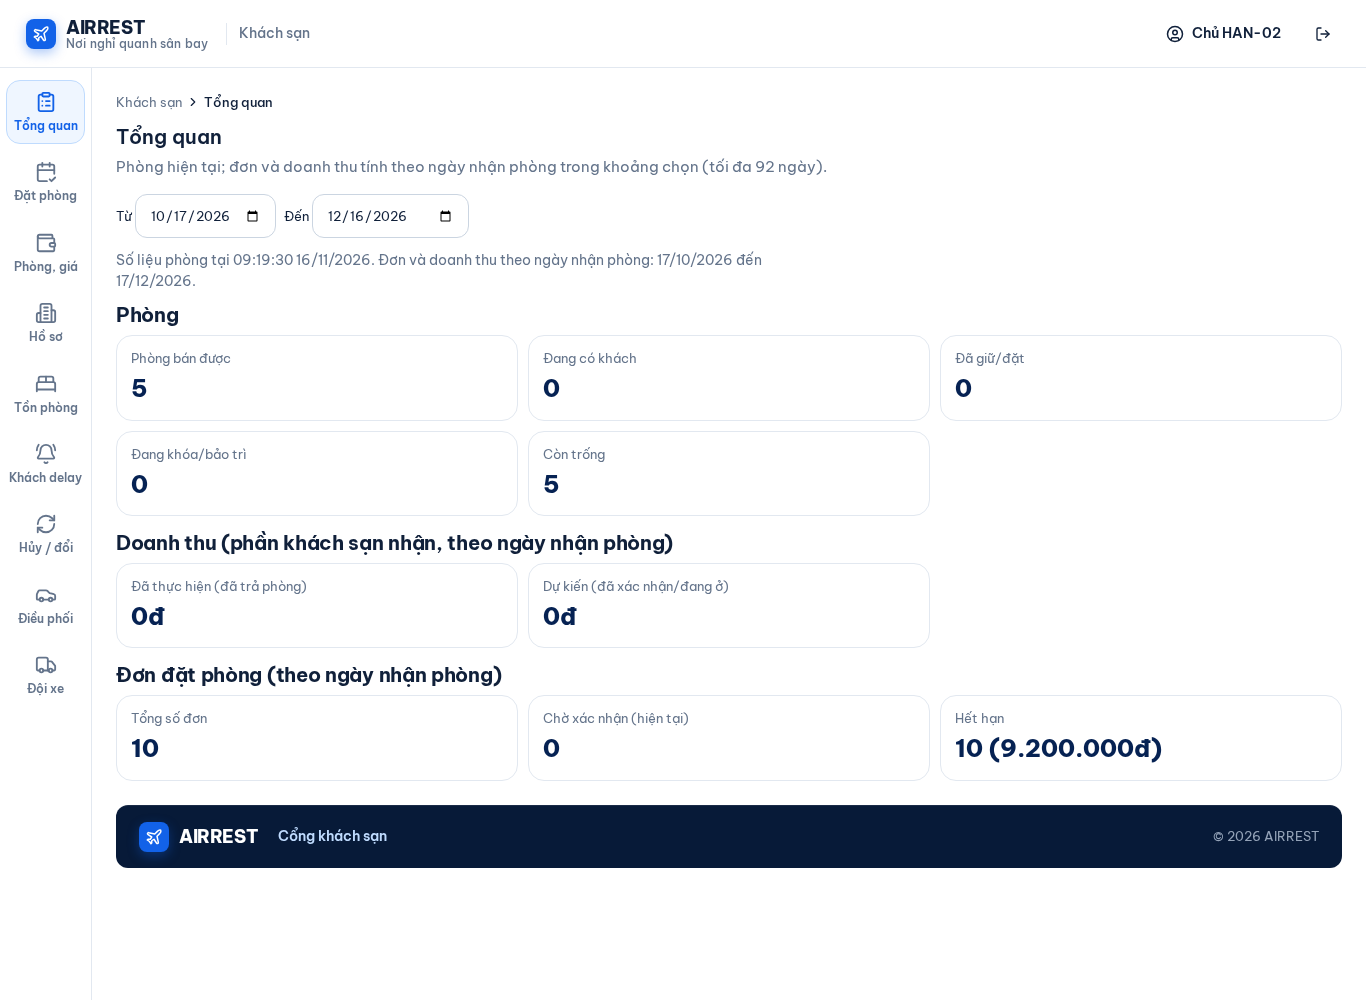 AIRREST
Nơi nghỉ quanh sân bay
Khách sạn
Chủ HAN-02
Tổng quan
Đặt phòng
Phòng, giá
Hồ sơ
Tồn phòng
Khách delay
Hủy / đổi
Điều phối
Đội xe
Khách sạn > Tổng quan
Tổng quan
Phòng hiện tại; đơn và doanh thu tính theo ngày nhận phòng trong khoảng chọn (tối đa 92 ngày).
Từ 10/17/2026 Đến 12/16/2026
Số liệu phòng tại 09:19:30 16/11/2026. Đơn và doanh thu theo ngày nhận phòng: 17/10/2026 đến
17/12/2026.
Phòng
Phòng bán được
5
Đang có khách
0
Đã giữ/đặt
0
Đang khóa/bảo trì
0
Còn trống
5
Doanh thu (phần khách sạn nhận, theo ngày nhận phòng)
Đã thực hiện (đã trả phòng)
0đ
Dự kiến (đã xác nhận/đang ở)
0đ
Đơn đặt phòng (theo ngày nhận phòng)
Tổng số đơn
10
Chờ xác nhận (hiện tại)
0
Hết hạn
10 (9.200.000đ)
AIRREST
Cổng khách sạn
© 2026 AIRREST